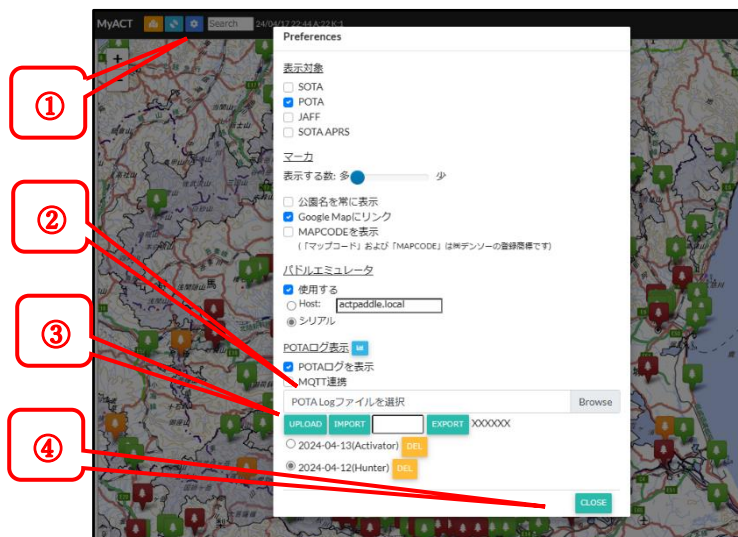 MyACT Search 24/04/17 22:44 A:22 K:1
Preferences
表示対象
SOTA
POTA
JAFF
SOTA APRS
マーカ
表示する数: 多 少
公園名を常に表示
Google Mapにリンク
MAPCODEを表示
(「マップコード」および「MAPCODE」は㈱デンソーの登録商標です)
パドルエミュレータ
使用する
Host: actpaddle.local
シリアル
POTAログ表示
POTAログを表示
MQTT連携
POTA Logファイルを選択 Browse
UPLOAD IMPORT EXPORT XXXXXX
2024-04-13(Activator) DEL
2024-04-12(Hunter) DEL
CLOSE
①
②
③
④